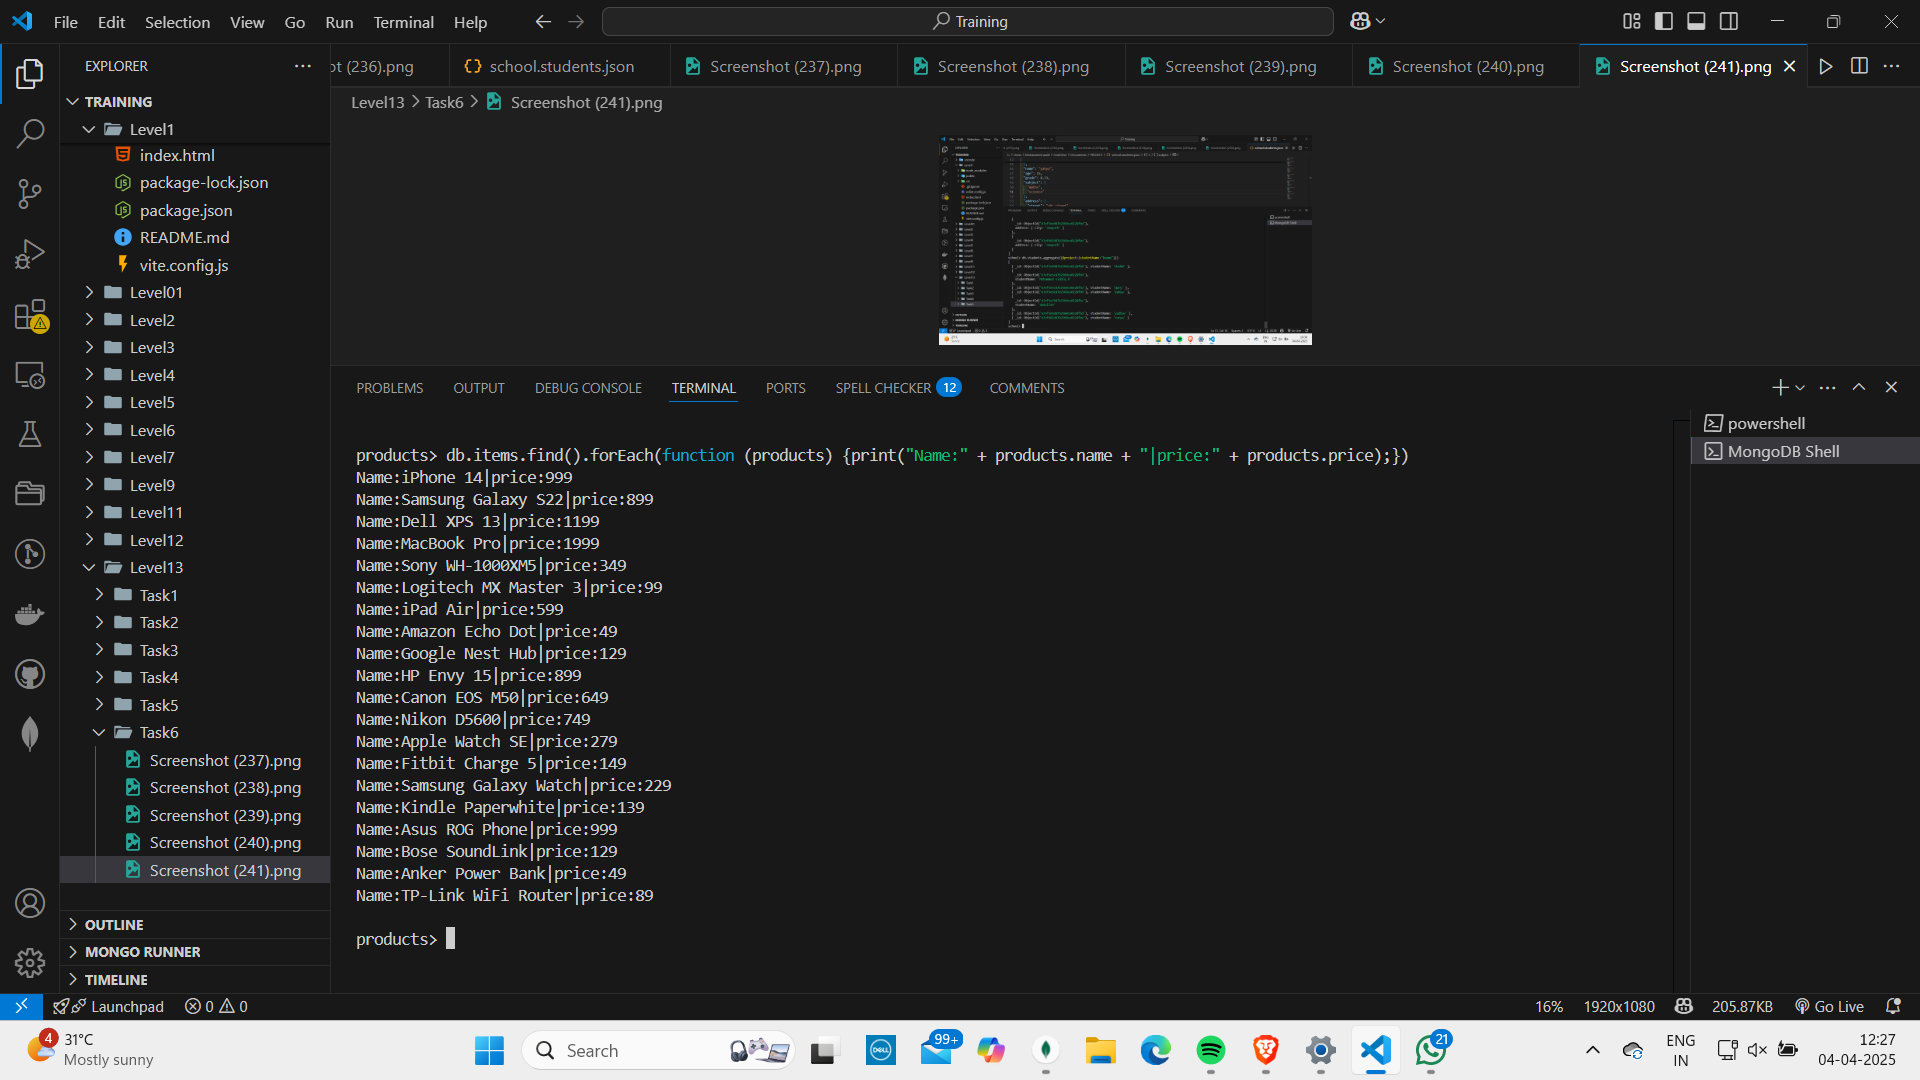 File Edit Selection View Go Run Terminal Help
Training
EXPLORER
ot (236).png
school.students.json
Screenshot (237).png
Screenshot (238).png
Screenshot (239).png
Screenshot (240).png
Screenshot (241).png
Level13 > Task6 > Screenshot (241).png
TRAINING
Level1
index.html
package-lock.json
package.json
README.md
vite.config.js
Level01
Level2
Level3
Level4
Level5
Level6
Level7
Level9
Level11
Level12
Level13
Task1
Task2
Task3
Task4
Task5
Task6
Screenshot (237).png
Screenshot (238).png
Screenshot (239).png
Screenshot (240).png
Screenshot (241).png
OUTLINE
MONGO RUNNER
TIMELINE
PROBLEMS OUTPUT DEBUG CONSOLE TERMINAL PORTS SPELL CHECKER 12 COMMENTS
powershell
MongoDB Shell
products> db.items.find().forEach(function (products) {print("Name:" + products.name + "|price:" + products.price);})
Name:iPhone 14|price:999
Name:Samsung Galaxy S22|price:899
Name:Dell XPS 13|price:1199
Name:MacBook Pro|price:1999
Name:Sony WH-1000XM5|price:349
Name:Logitech MX Master 3|price:99
Name:iPad Air|price:599
Name:Amazon Echo Dot|price:49
Name:Google Nest Hub|price:129
Name:HP Envy 15|price:899
Name:Canon EOS M50|price:649
Name:Nikon D5600|price:749
Name:Apple Watch SE|price:279
Name:Fitbit Charge 5|price:149
Name:Samsung Galaxy Watch|price:229
Name:Kindle Paperwhite|price:139
Name:Asus ROG Phone|price:999
Name:Bose SoundLink|price:129
Name:Anker Power Bank|price:49
Name:TP-Link WiFi Router|price:89
products>
Launchpad 0 0
16% 1920x1080 205.87KB Go Live
4
31°C
Mostly sunny
Search
DELL
99+
21
ENG
IN
12:27
04-04-2025